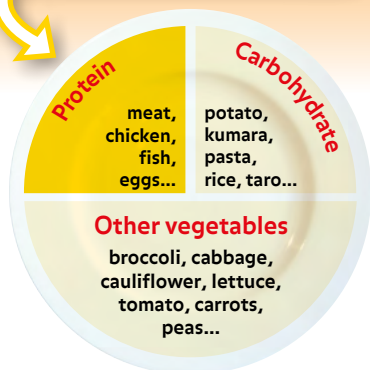 Protein
meat,
chicken,
fish,
eggs...
Carbohydrate
potato,
kumara,
pasta,
rice, taro...
Other vegetables
broccoli, cabbage,
cauliflower, lettuce,
tomato, carrots,
peas...